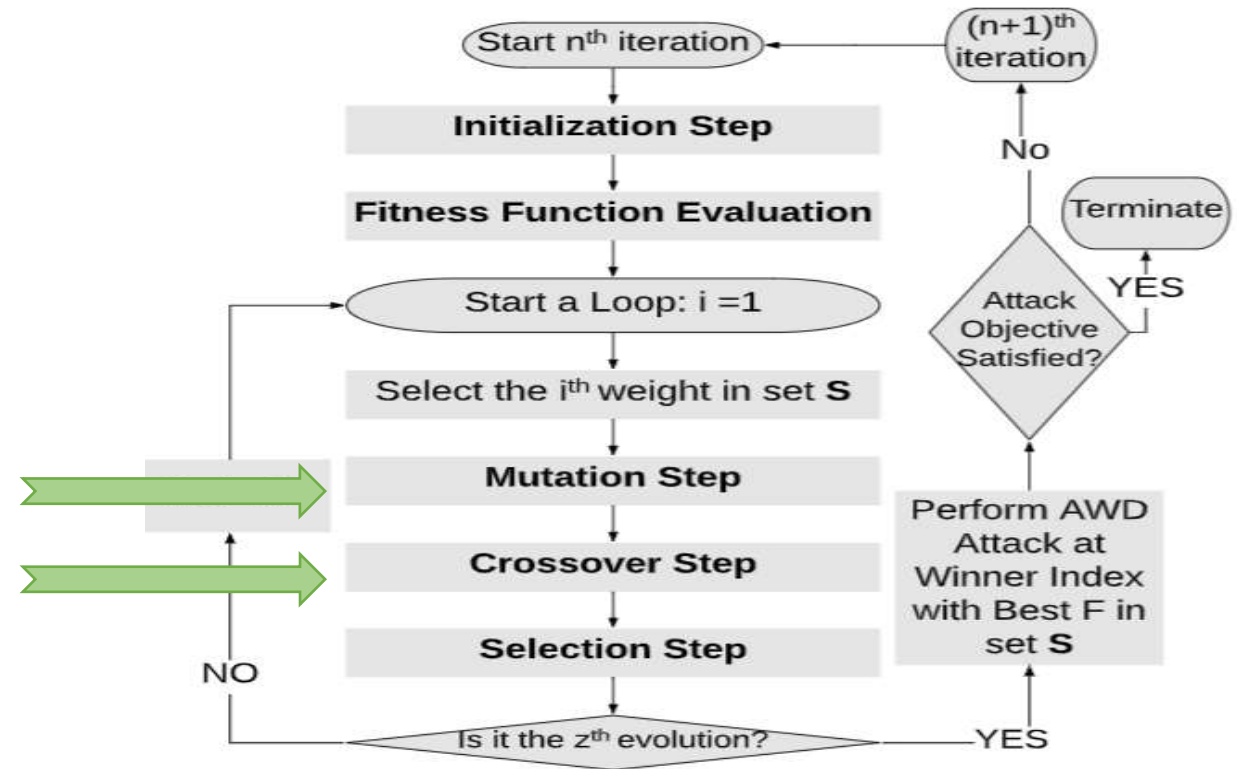 Start nᵗʰ iteration
(n+1)ᵗʰ
iteration
Initialization Step
No
Fitness Function Evaluation
Terminate
Start a Loop: i =1
YES
Attack
Objective
Satisfied?
Select the iᵗʰ weight in set S
Mutation Step
Crossover Step
Selection Step
Perform AWD
Attack at
Winner Index
with Best F in
set S
NO
Is it the zᵗʰ evolution?
YES